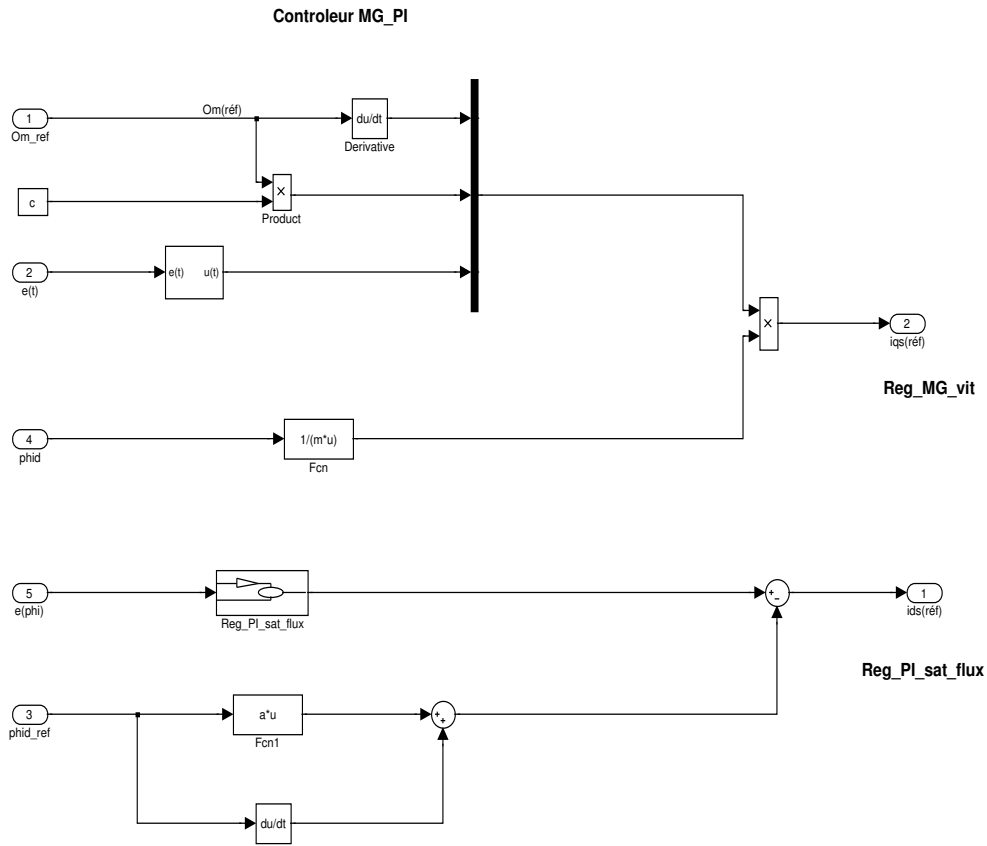 Controleur MG_PI
Om(réf)
1
du/dt
Om_ref
Derivative
c
×
Product
2
e(t) u(t)
e(t)
×
2
iqs(réf)
Reg_MG_vit
4
1/(m*u)
phid
Fcn
5
+
−
1
e(phi)
Reg_PI_sat_flux
ids(réf)
Reg_PI_sat_flux
3
a*u
+
+
phid_ref
Fcn1
du/dt